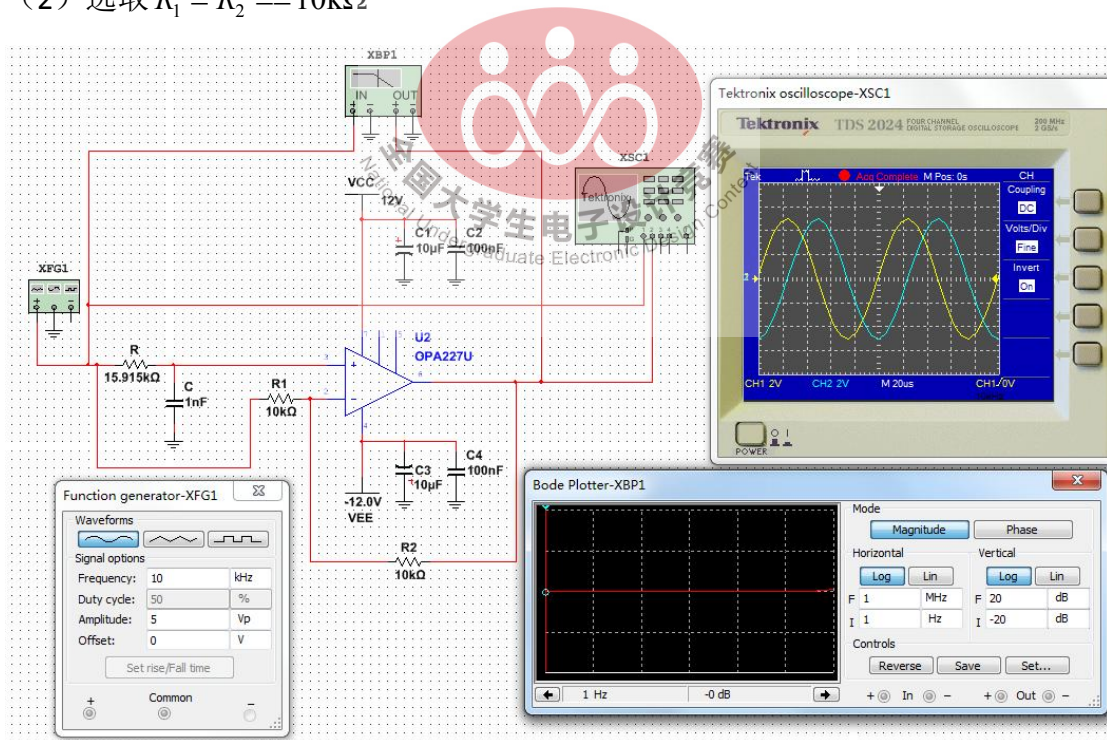 （2）选取 R₁ = R₂ == 10kΩ
XBP1
IN OUT
Tektronix oscilloscope-XSC1
Tektronix TDS 2024 FOUR CHANNEL DIGITAL STORAGE OSCILLOSCOPE 200 MHz 2 GS/s
全国大学生电子设计竞赛
National Undergraduate Electronic Design Contest
XSC1
Tektronix
VCC
12V
C1
10µF
C2
100nF
Tek Acq Complete M Pos: 0s CH
Coupling
DC
Volts/Div
Fine
Invert
On
CH1 2V CH2 2V M 20us CH1 0V
POWER
XFG1
R
15.915kΩ
C
1nF
R1
10kΩ
U2
OPA227U
3
2
6
7
1
5
4
C3
10µF
C4
100nF
-12.0V
VEE
R2
10kΩ
Function generator-XFG1
Waveforms
Signal options
Frequency: 10 kHz
Duty cycle: 50 %
Amplitude: 5 Vp
Offset: 0 V
Set rise/Fall time
+ Common −
Bode Plotter-XBP1
Mode
Magnitude Phase
Horizontal Vertical
Log Lin Log Lin
F 1 MHz F 20 dB
I 1 Hz I -20 dB
Controls
Reverse Save Set...
1 Hz -0 dB
+ In − + Out −